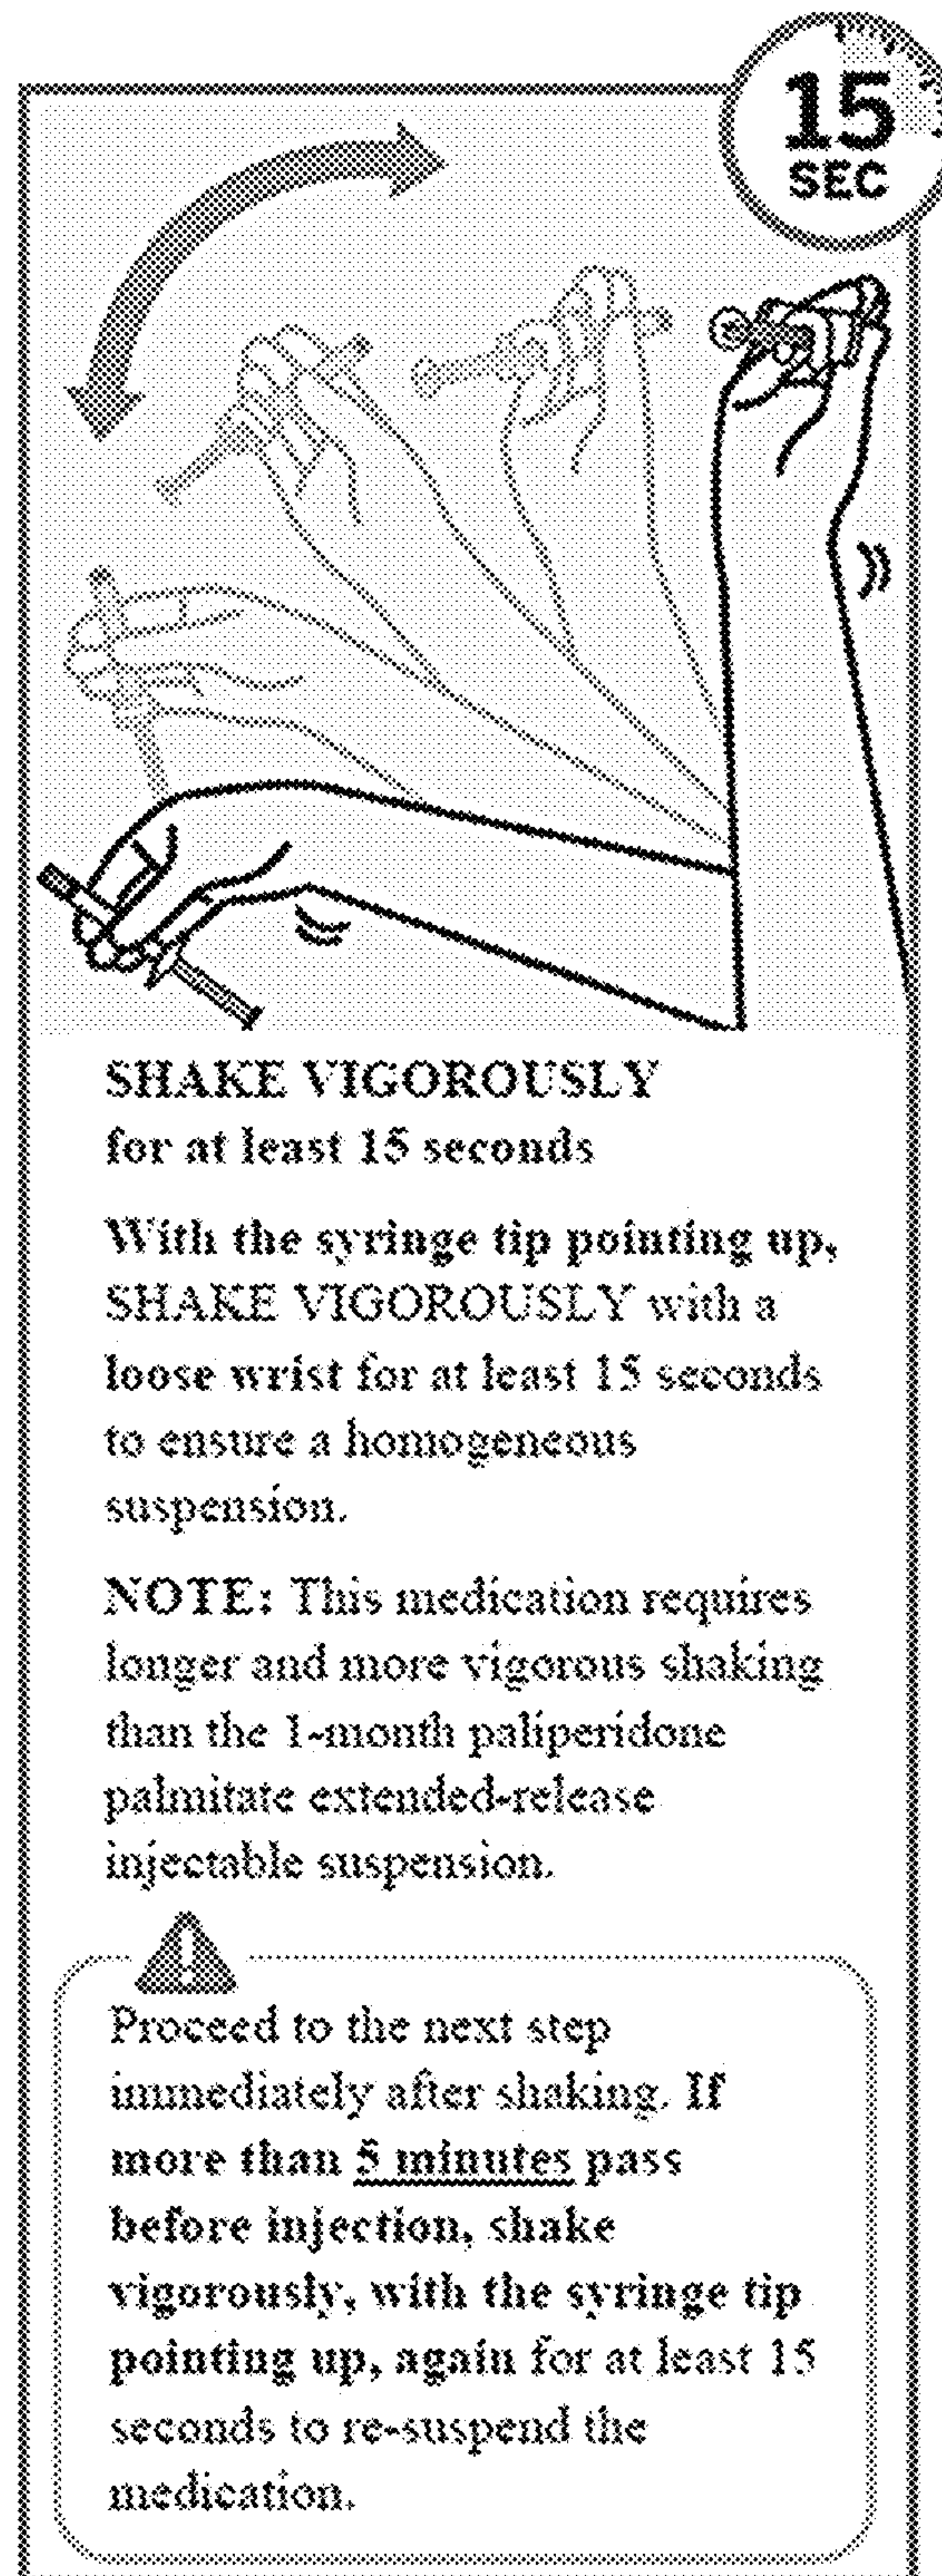 15
SEC
SHAKE VIGOROUSLY
for at least 15 seconds
With the syringe tip pointing up,
SHAKE VIGOROUSLY with a
loose wrist for at least 15 seconds
to ensure a homogeneous
suspension.
NOTE: This medication requires
longer and more vigorous shaking
than the 1-month paliperidone
palmitate extended-release
injectable suspension.
Proceed to the next step
immediately after shaking. If
more than 5 minutes pass
before injection, shake
vigorously, with the syringe tip
pointing up, again for at least 15
seconds to re-suspend the
medication.